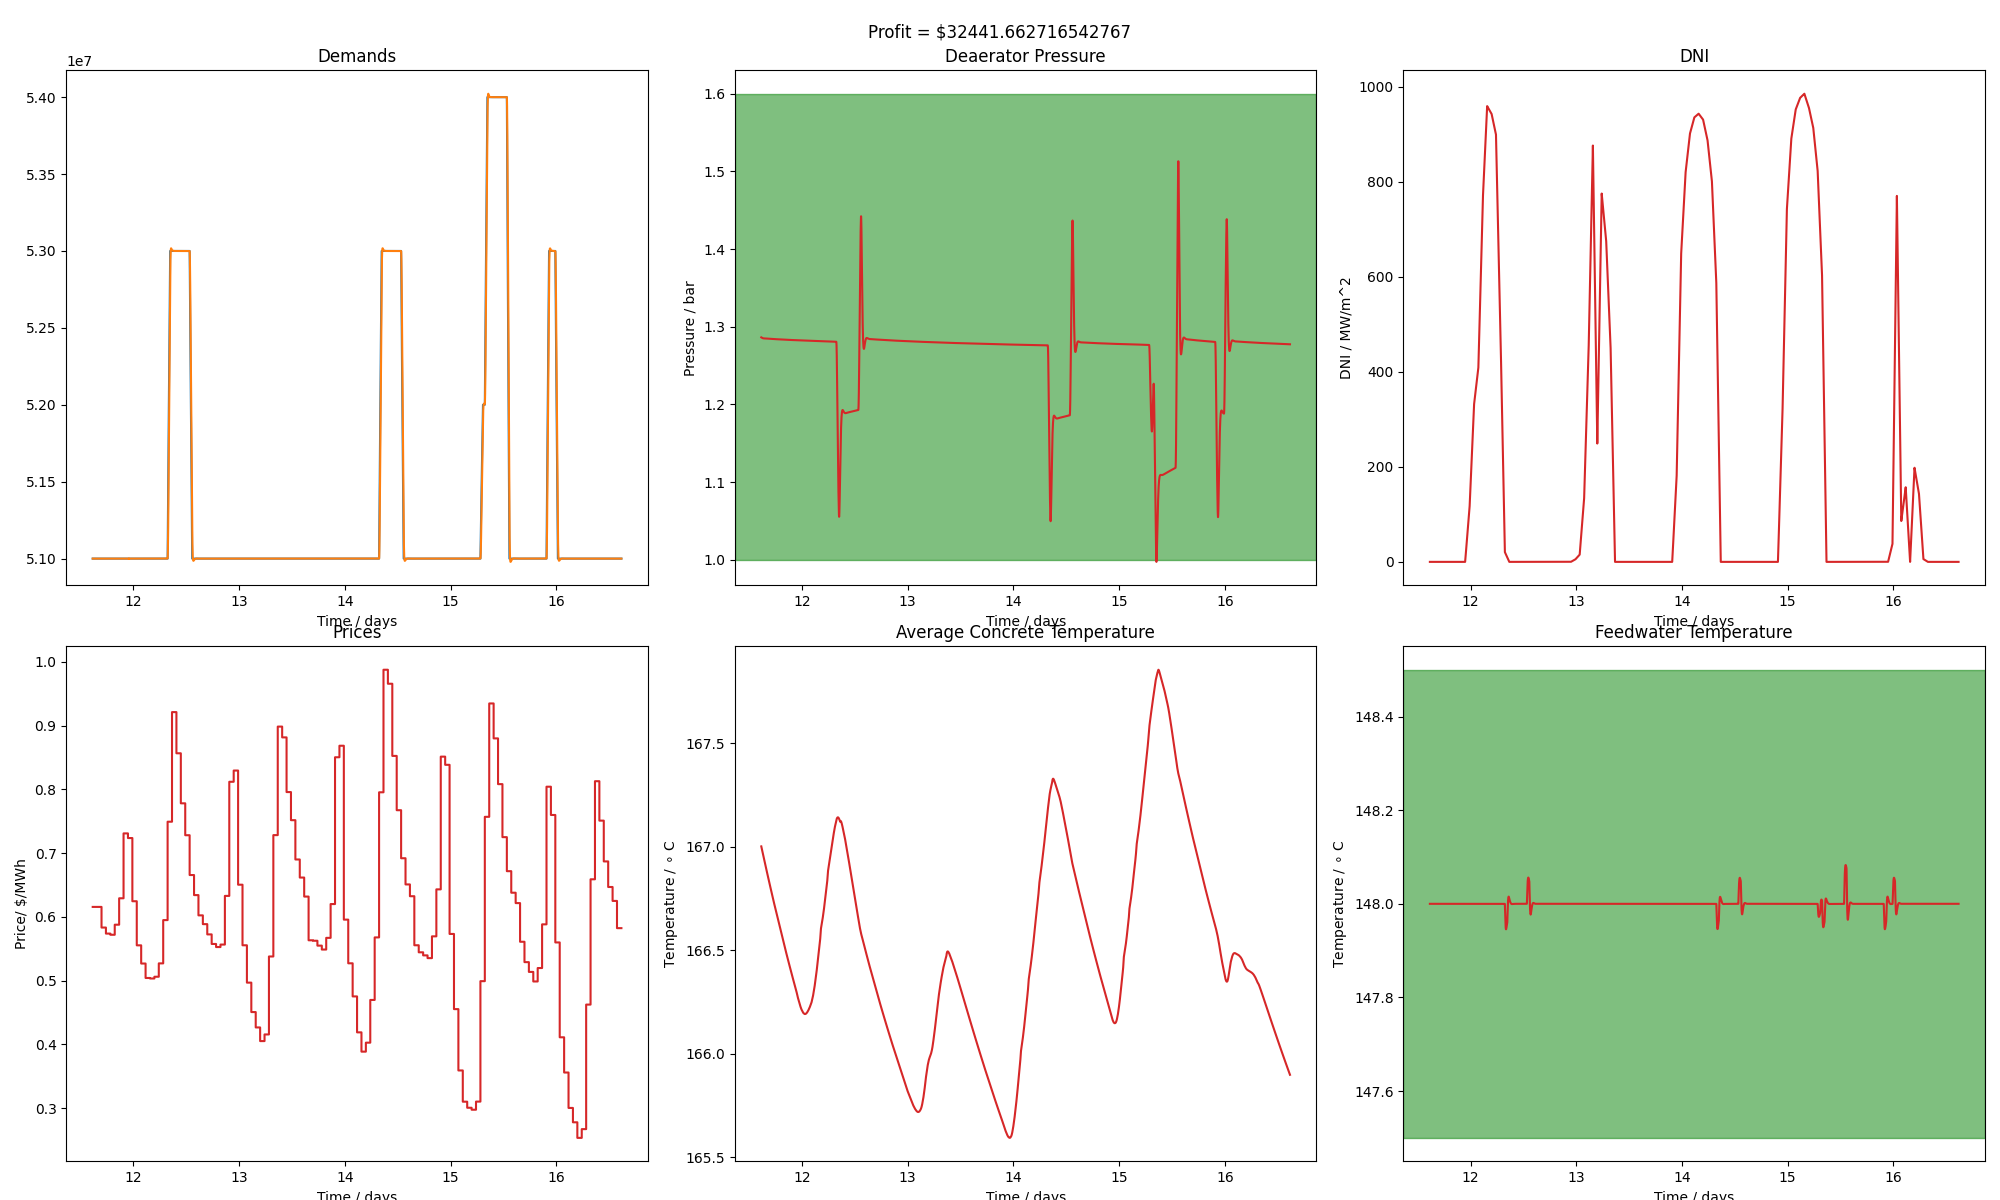 Profit = $32441.662716542767
Demands
1e7
5.40
5.35
5.30
5.25
5.20
5.15
5.10
12 13 14 15 16
Time / days
Deaerator Pressure
Pressure / bar
1.6
1.5
1.4
1.3
1.2
1.1
1.0
12 13 14 15 16
Time / days
DNI
DNI / MW/m^2
1000
800
600
400
200
0
12 13 14 15 16
Time / days
Prices
Price/ $/MWh
1.0
0.9
0.8
0.7
0.6
0.5
0.4
0.3
12 13 14 15 16
Time / days
Average Concrete Temperature
Temperature / ∘ C
167.5
167.0
166.5
166.0
165.5
12 13 14 15 16
Time / days
Feedwater Temperature
Temperature / ∘ C
148.4
148.2
148.0
147.8
147.6
12 13 14 15 16
Time / days